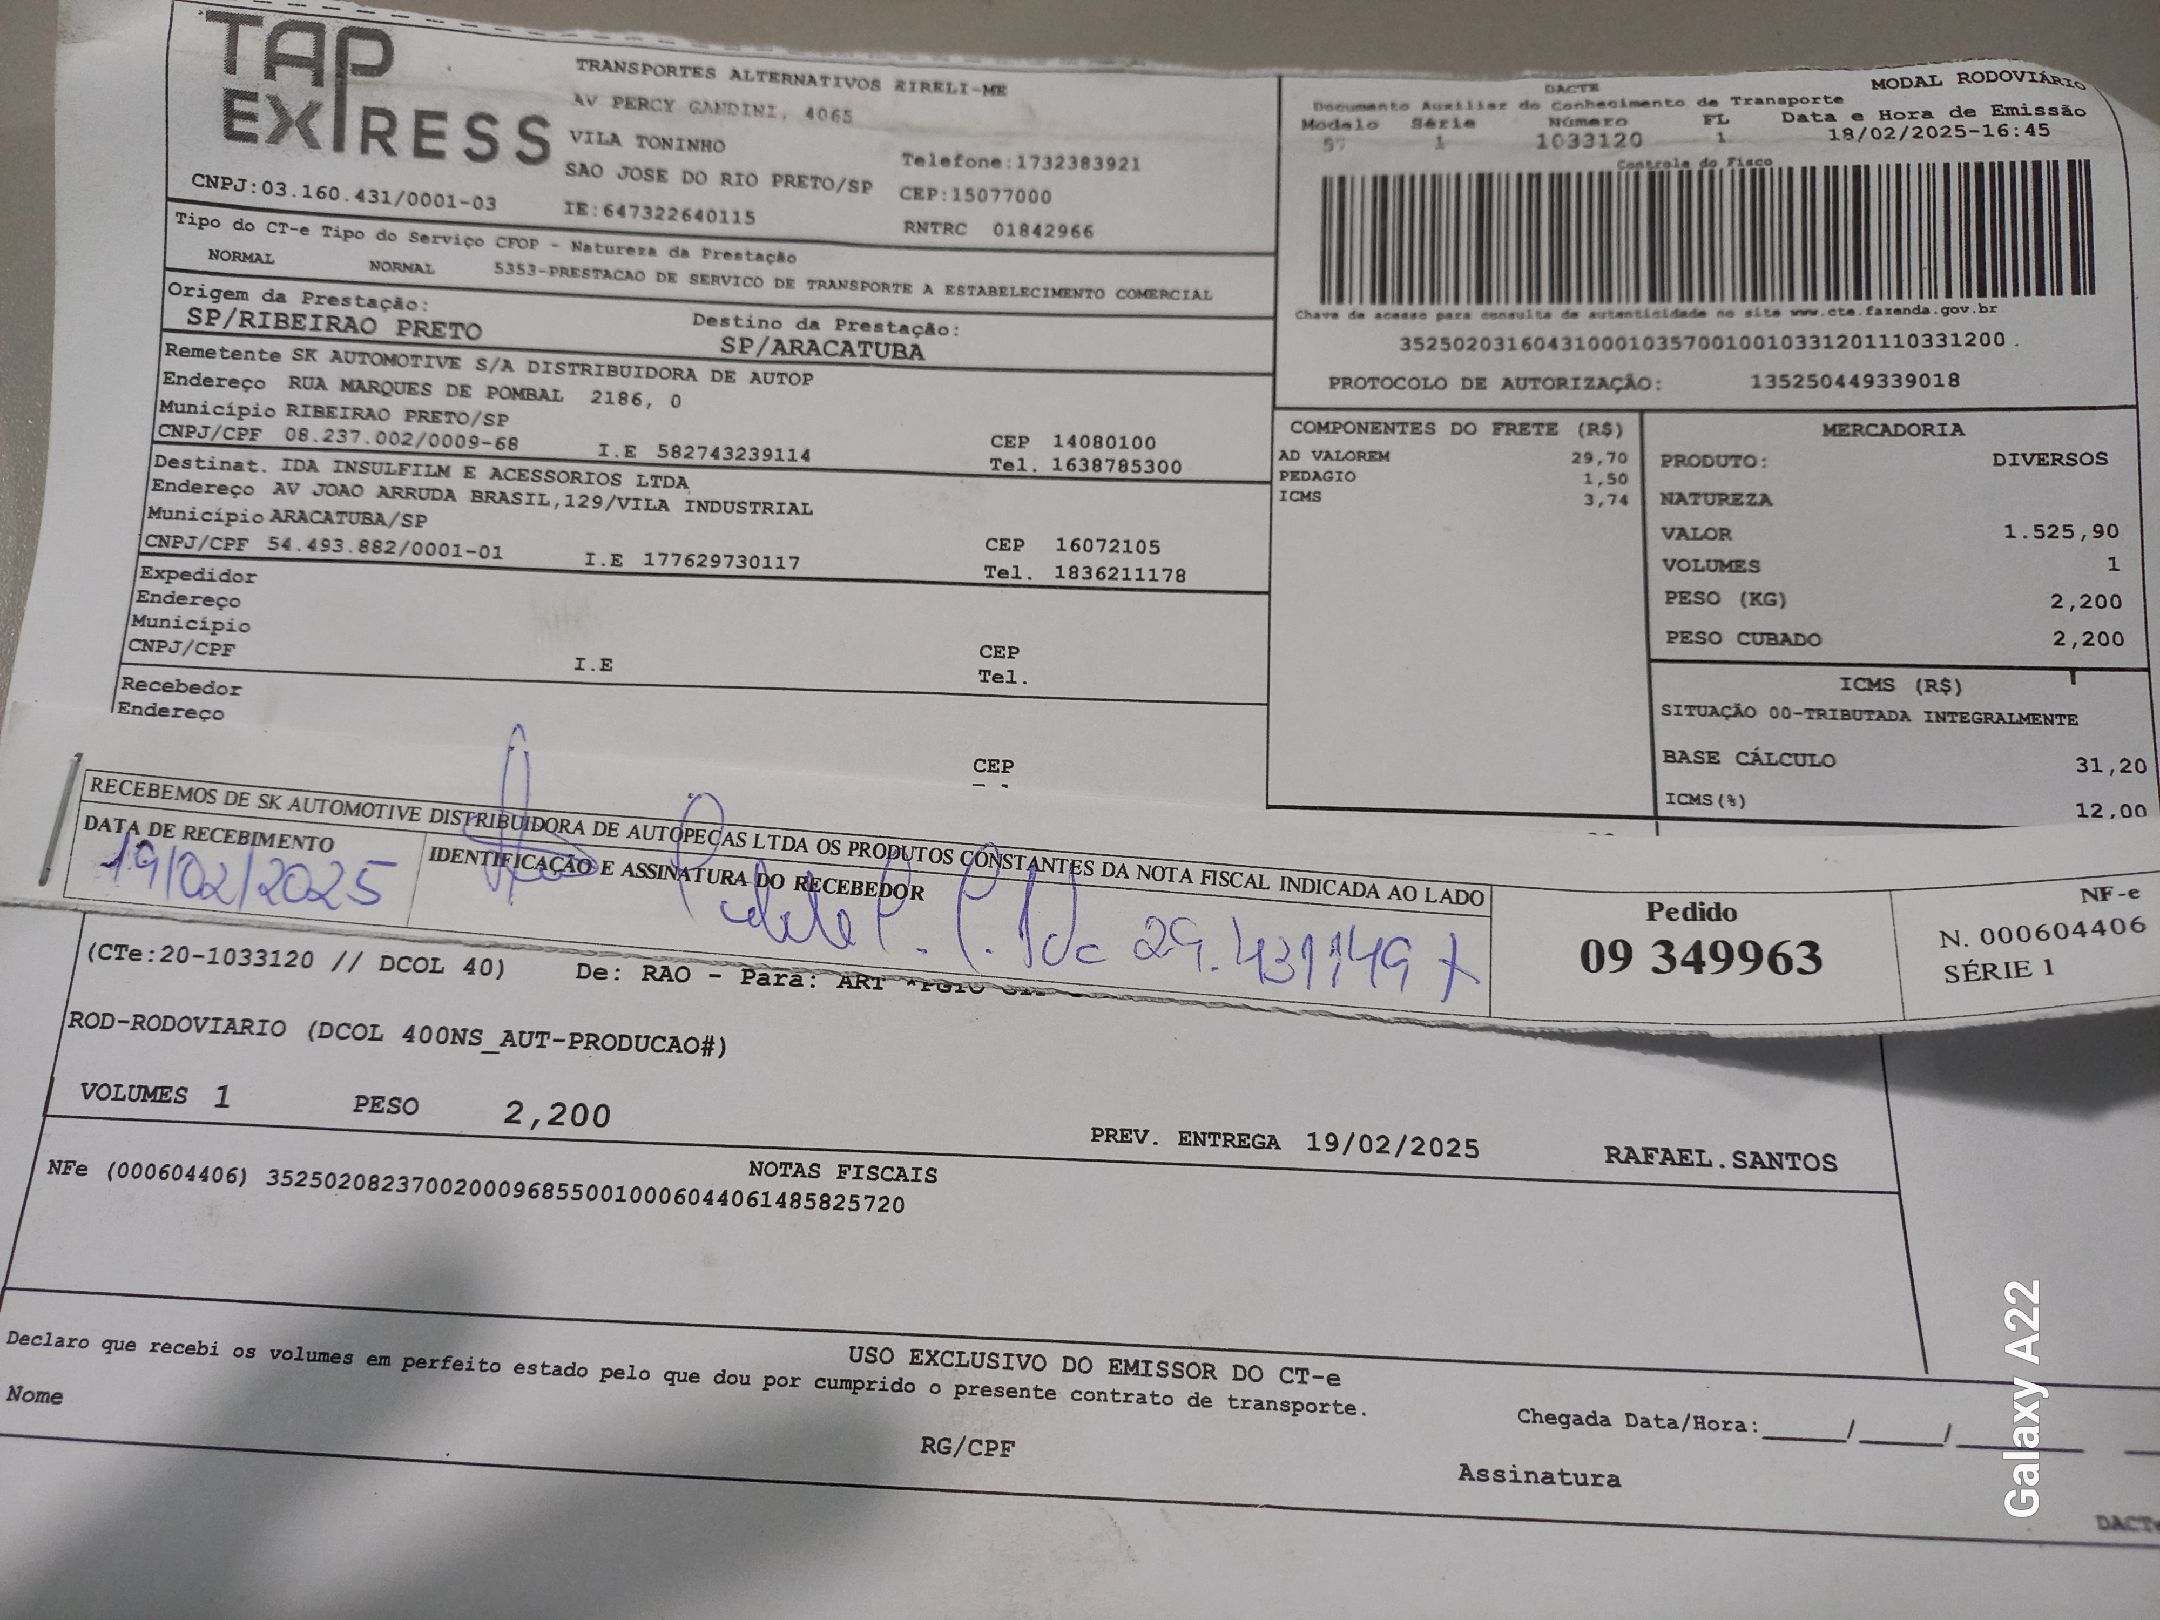 TAP
EXPRESS
TRANSPORTES ALTERNATIVOS EIRELI-ME
AV PERCY GANDINI, 4065
VILA TONINHO
SAO JOSE DO RIO PRETO/SP
Telefone:1732383921
CEP:15077000
CNPJ:03.160.431/0001-03
IE:647322640115
RNTRC 01842966
Tipo do CT-e Tipo do Serviço CFOP - Natureza da Prestação
NORMAL NORMAL 5353-PRESTACAO DE SERVICO DE TRANSPORTE A ESTABELECIMENTO COMERCIAL
Origem da Prestação:
SP/RIBEIRAO PRETO
Destino da Prestação:
SP/ARACATUBA
Remetente SK AUTOMOTIVE S/A DISTRIBUIDORA DE AUTOP
Endereço RUA MARQUES DE POMBAL 2186, 0
Município RIBEIRAO PRETO/SP
CEP 14080100
CNPJ/CPF 08.237.002/0009-68 I.E 582743239114 Tel. 1638785300
Destinat. IDA INSULFILM E ACESSORIOS LTDA
Endereço AV JOAO ARRUDA BRASIL,129/VILA INDUSTRIAL
Município ARACATUBA/SP
CEP 16072105
CNPJ/CPF 54.493.882/0001-01 I.E 177629730117 Tel. 1836211178
Expedidor
Endereço
Município
CEP
CNPJ/CPF I.E Tel.
Recebedor
Endereço
CEP
DACTE
MODAL RODOVIÁRIO
Documento Auxiliar do Conhecimento de Transporte
Modelo Série Número FL Data e Hora de Emissão
57 1 1033120 1 18/02/2025-16:45
Controle do Fisco
Chave de acesso para consulta de autenticidade no site www.cte.fazenda.gov.br
35250203160431000103570010010331201110331200.
PROTOCOLO DE AUTORIZAÇÃO: 135250449339018
COMPONENTES DO FRETE (R$)
AD VALOREM 29,70
PEDAGIO 1,50
ICMS 3,74
MERCADORIA
PRODUTO: DIVERSOS
NATUREZA
VALOR 1.525,90
VOLUMES 1
PESO (KG) 2,200
PESO CUBADO 2,200
ICMS (R$)
SITUAÇÃO 00-TRIBUTADA INTEGRALMENTE
BASE CÁLCULO 31,20
ICMS(%) 12,00
RECEBEMOS DE SK AUTOMOTIVE DISTRIBUIDORA DE AUTOPECAS LTDA OS PRODUTOS CONSTANTES DA NOTA FISCAL INDICADA AO LADO
DATA DE RECEBIMENTO
19/02/2025
IDENTIFICAÇÃO E ASSINATURA DO RECEBEDOR
Pedido
09 349963
NF-e
N. 000604406
SÉRIE 1
(CTe:20-1033120 // DCOL 40) De: RAO - Para: ART
ROD-RODOVIARIO (DCOL 400NS_AUT-PRODUCAO#)
VOLUMES 1 PESO 2,200
PREV. ENTREGA 19/02/2025 RAFAEL.SANTOS
NOTAS FISCAIS
NFe (000604406) 35250208237002000968550010006044061485825720
USO EXCLUSIVO DO EMISSOR DO CT-e
Declaro que recebi os volumes em perfeito estado pelo que dou por cumprido o presente contrato de transporte.
Nome
RG/CPF
Chegada Data/Hora:_____/_____/_____
Assinatura
Galaxy A22